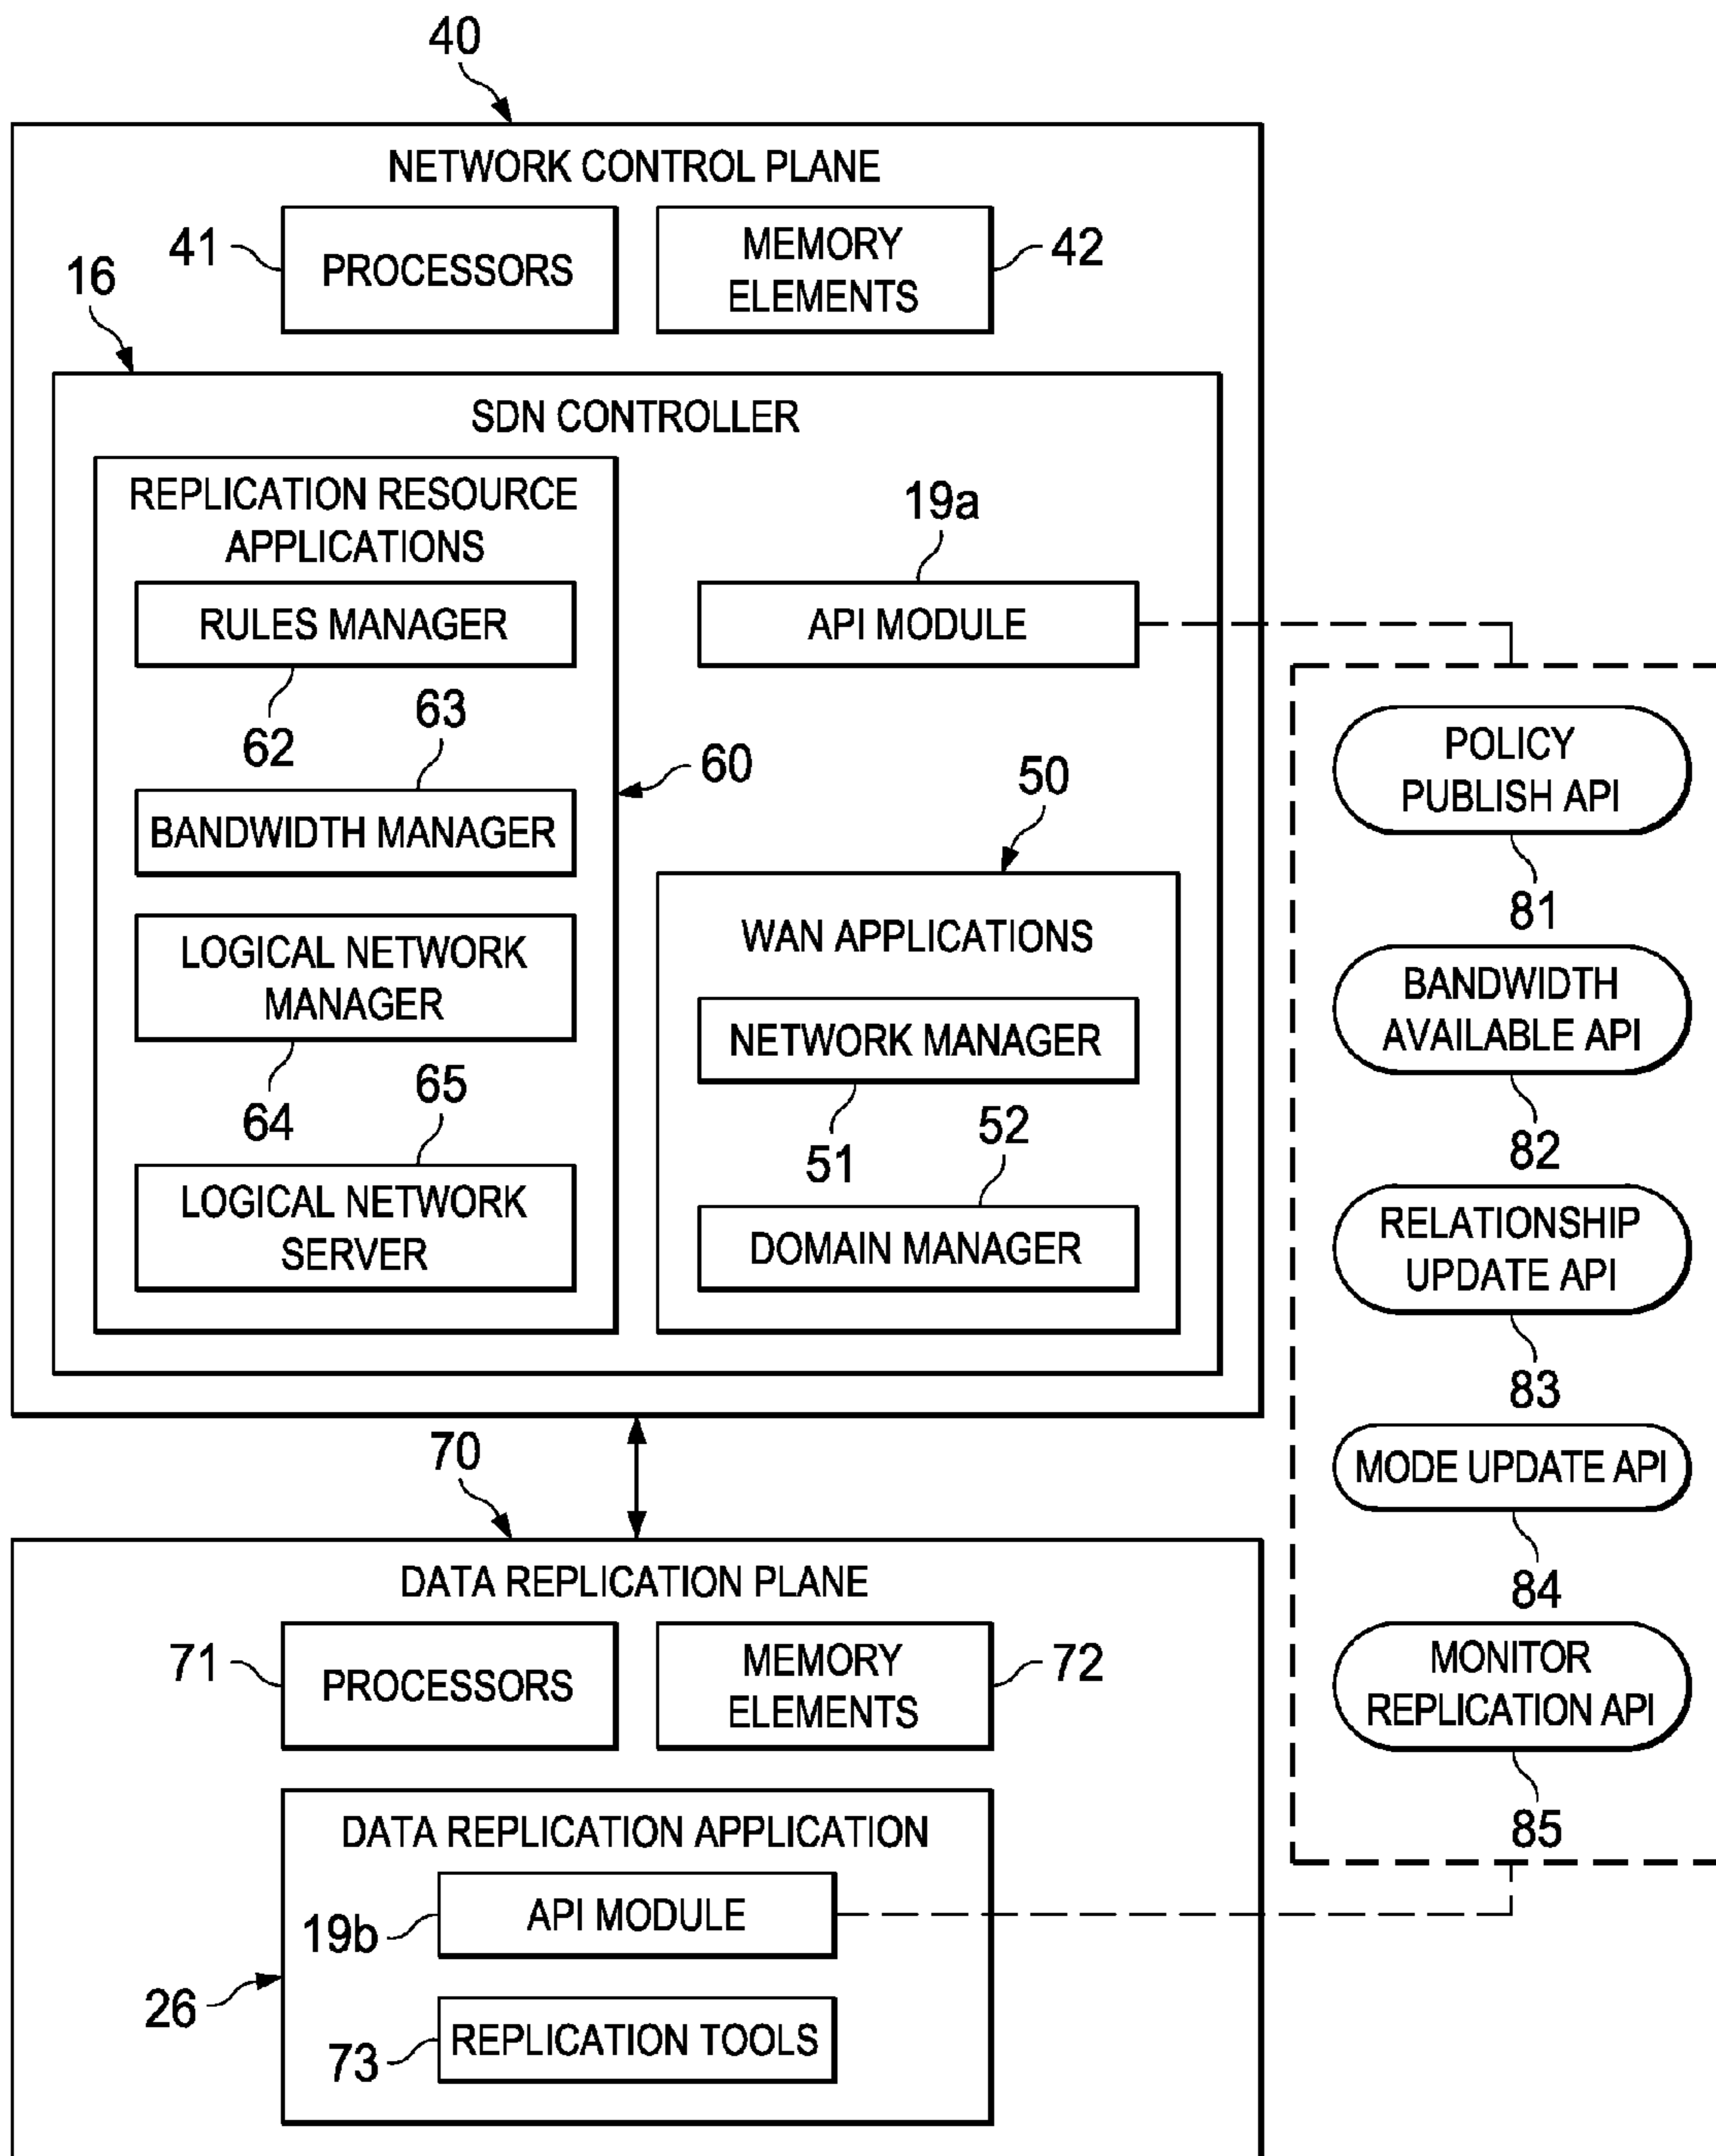 40
NETWORK CONTROL PLANE
41
PROCESSORS
MEMORY
ELEMENTS
42
16
SDN CONTROLLER
REPLICATION RESOURCE
APPLICATIONS
RULES MANAGER
62
63
BANDWIDTH MANAGER
60
LOGICAL NETWORK
MANAGER
64
65
LOGICAL NETWORK
SERVER
19a
API MODULE
50
WAN APPLICATIONS
NETWORK MANAGER
51
52
DOMAIN MANAGER
POLICY
PUBLISH API
81
BANDWIDTH
AVAILABLE API
82
RELATIONSHIP
UPDATE API
83
MODE UPDATE API
84
MONITOR
REPLICATION API
85
70
DATA REPLICATION PLANE
71
PROCESSORS
MEMORY
ELEMENTS
72
DATA REPLICATION APPLICATION
19b
API MODULE
26
73
REPLICATION TOOLS